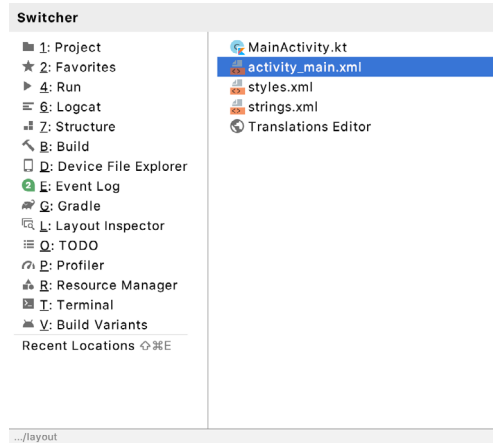 Switcher
1: Project
2: Favorites
4: Run
6: Logcat
7: Structure
B: Build
D: Device File Explorer
2 E: Event Log
G: Gradle
L: Layout Inspector
O: TODO
P: Profiler
R: Resource Manager
T: Terminal
V: Build Variants
Recent Locations ⇧⌘E
MainActivity.kt
activity_main.xml
styles.xml
strings.xml
Translations Editor
.../layout